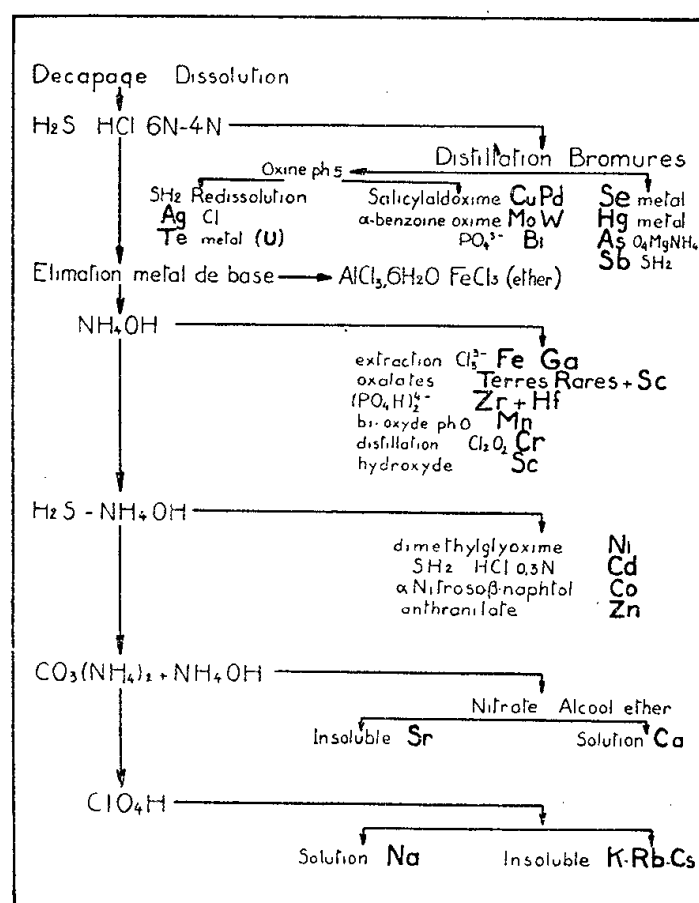 Decapage Dissolution
H₂S HCl 6N-4N
Distillation Bromures
Oxine ph 5
SH₂ Redissolution
Ag Cl
Te metal (U)
Salicylaldoxime Cu Pd
α-benzoine oxime Mo W
PO₄³⁻ Bi
Se metal
Hg metal
As O₄MgNH₄
Sb SH₂
Elimation metal de base AlCl₃,6H₂O FeCl₃ (ether)
NH₄OH
extraction Cl₅³⁻ Fe Ga
oxalates Terres Rares + Sc
(PO₄H)₂⁴⁻ Zr + Hf
bi-oxyde ph0 Mn
distillation Cl₂O₂ Cr
hydroxyde Sc
H₂S - NH₄OH
dimethylglyoxime Ni
SH₂ HCl 0,3N Cd
α Nitroso β-naphtol Co
anthranilate Zn
CO₃(NH₄)₂ + NH₄OH
Nitrate Alcool ether
Insoluble Sr
Solution Ca
ClO₄H
Solution Na
Insoluble K-Rb-Cs